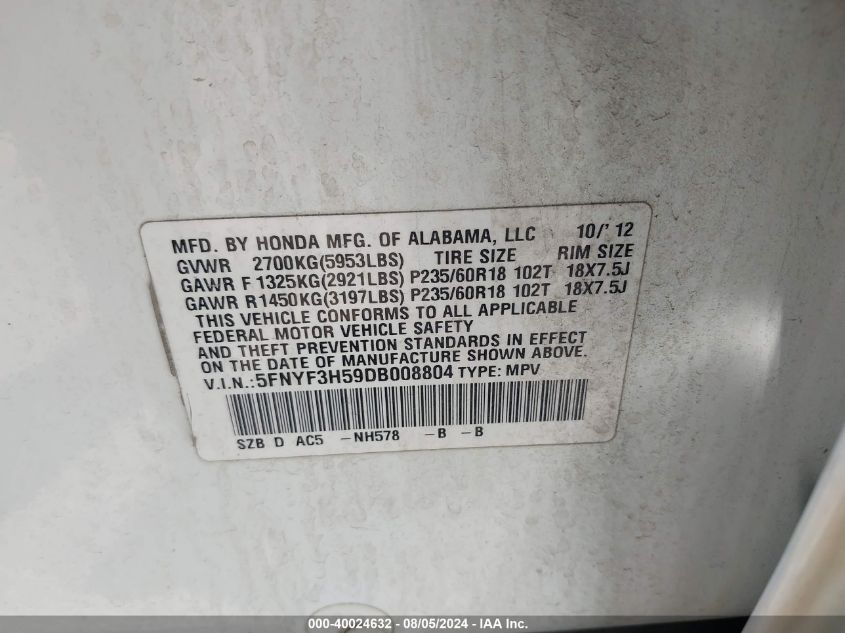 MFD. BY HONDA MFG. OF ALABAMA, LLC 10/'12
GVWR 2700KG(5953LBS) TIRE SIZE RIM SIZE
GAWR F 1325KG(2921LBS) P235/60R18 102T 18X7.5J
GAWR R1450KG(3197LBS) P235/60R18 102T 18X7.5J
THIS VEHICLE CONFORMS TO ALL APPLICABLE
FEDERAL MOTOR VEHICLE SAFETY
AND THEFT PREVENTION STANDARDS IN EFFECT
ON THE DATE OF MANUFACTURE SHOWN ABOVE.
V.I.N.:5FNYF3H59DB008804 TYPE: MPV
SZB D AC5 -NH578 -B -B
000-40024632 - 08/05/2024 - IAA Inc.